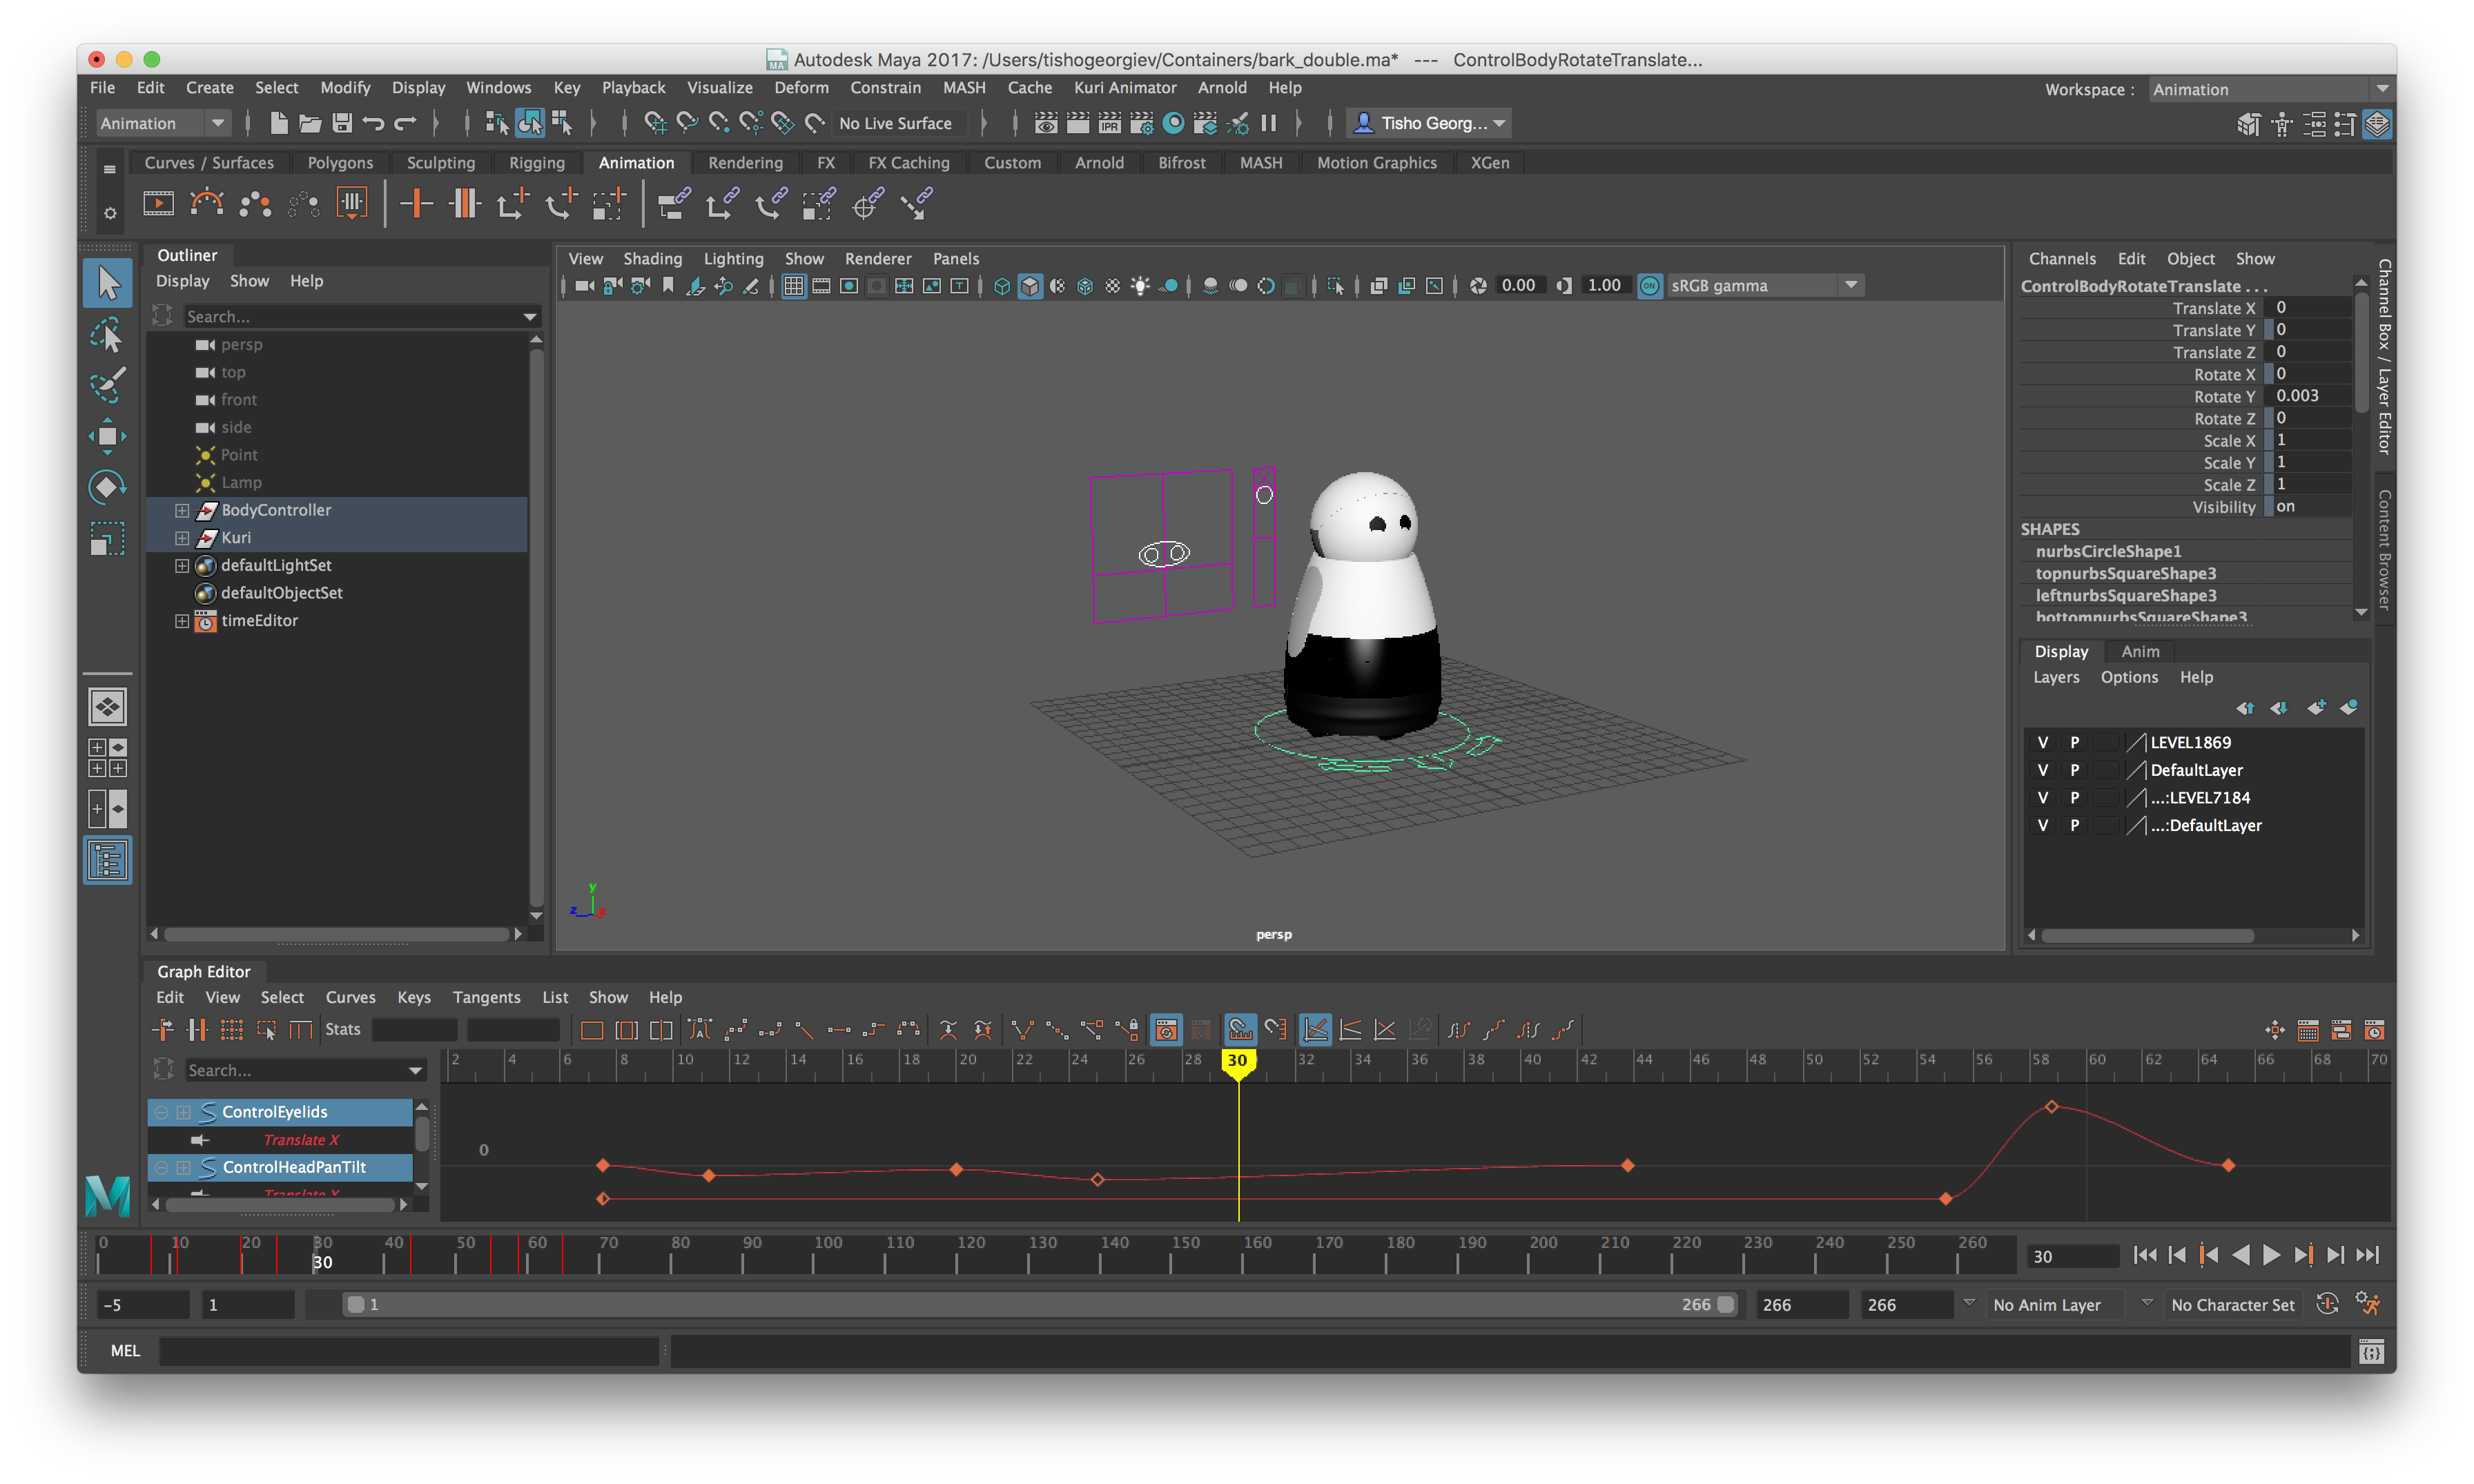 Autodesk Maya 2017: /Users/tishogeorgiev/Containers/bark_double.ma* --- ControlBodyRotateTranslate...
File Edit Create Select Modify Display Windows Key Playback Visualize Deform Constrain MASH Cache Kuri Animator Arnold Help Workspace : Animation
Animation No Live Surface IPR Tisho Georg...
Curves / Surfaces Polygons Sculpting Rigging Animation Rendering FX FX Caching Custom Arnold Bifrost MASH Motion Graphics XGen
Outliner
Display Show Help
Search...
persp
top
front
side
Point
Lamp
BodyController
Kuri
defaultLightSet
defaultObjectSet
timeEditor
View Shading Lighting Show Renderer Panels
0.00 1.00 ON sRGB gamma
y
z x
persp
Channels Edit Object Show
ControlBodyRotateTranslate . . .
Translate X 0
Translate Y 0
Translate Z 0
Rotate X 0
Rotate Y 0.003
Rotate Z 0
Scale X 1
Scale Y 1
Scale Z 1
Visibility on
SHAPES
nurbsCircleShape1
topnurbsSquareShape3
leftnurbsSquareShape3
bottomnurbsSquareShape3
Channel Box / Layer Editor
Content Browser
Display Anim
Layers Options Help
V P LEVEL1869
V P DefaultLayer
V P ...:LEVEL7184
V P ...:DefaultLayer
Graph Editor
Edit View Select Curves Keys Tangents List Show Help
Stats
Search...
2 4 6 8 10 12 14 16 18 20 22 24 26 28 30 32 34 36 38 40 42 44 46 48 50 52 54 56 58 60 62 64 66 68 70
ControlEyelids
Translate X
ControlHeadPanTilt
Translate X
0
0 10 20 30 40 50 60 70 80 90 100 110 120 130 140 150 160 170 180 190 200 210 220 230 240 250 260
30
30
-5 1 1 266 266 266 No Anim Layer No Character Set
MEL